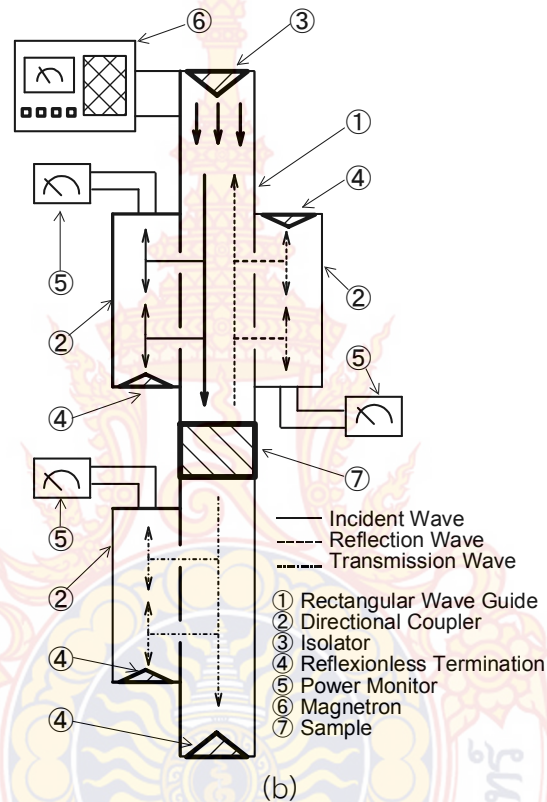 ⑥
③
①
④
⑤
②
②
④
⑤
⑤
⑦
②
④
④
Incident Wave
Reflection Wave
Transmission Wave
① Rectangular Wave Guide
② Directional Coupler
③ Isolator
④ Reflexionless Termination
⑤ Power Monitor
⑥ Magnetron
⑦ Sample
(b)